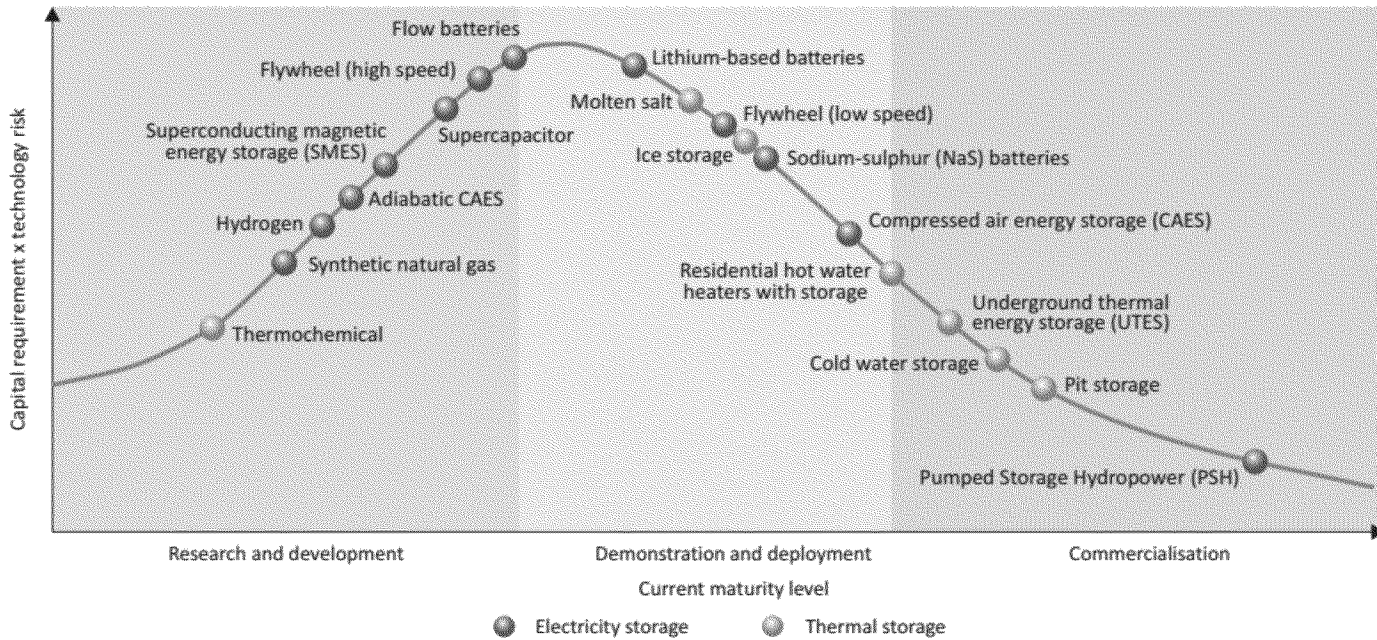 Capital requirement x technology risk
Flow batteries
Flywheel (high speed)
Supercapacitor
Superconducting magnetic
energy storage (SMES)
Adiabatic CAES
Hydrogen
Synthetic natural gas
Thermochemical
Lithium-based batteries
Molten salt
Flywheel (low speed)
Ice storage
Sodium-sulphur (NaS) batteries
Compressed air energy storage (CAES)
Residential hot water
heaters with storage
Underground thermal
energy storage (UTES)
Cold water storage
Pit storage
Pumped Storage Hydropower (PSH)
Research and development
Demonstration and deployment
Commercialisation
Current maturity level
Electricity storage
Thermal storage